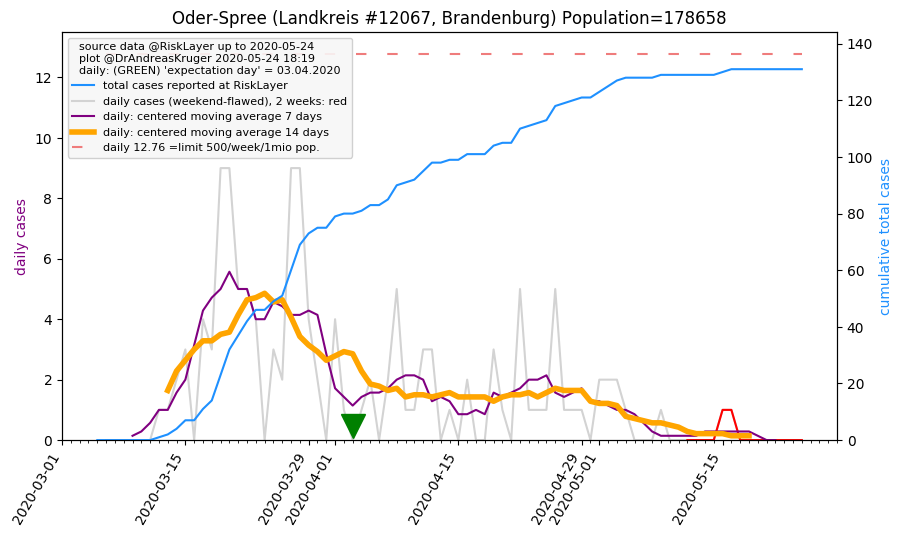 Oder-Spree (Landkreis #12067, Brandenburg) Population=178658
source data @RiskLayer up to 2020-05-24
plot @DrAndreasKruger 2020-05-24 18:19
daily: (GREEN) 'expectation day' = 03.04.2020
total cases reported at RiskLayer
daily cases (weekend-flawed), 2 weeks: red
daily: centered moving average 7 days
daily: centered moving average 14 days
daily 12.76 =limit 500/week/1mio pop.
daily cases
12
10
8
6
4
2
0
140
120
100
80
60
40
20
0
cumulative total cases
2020-03-01
2020-03-15
2020-03-29
2020-04-01
2020-04-15
2020-04-29
2020-05-01
2020-05-15